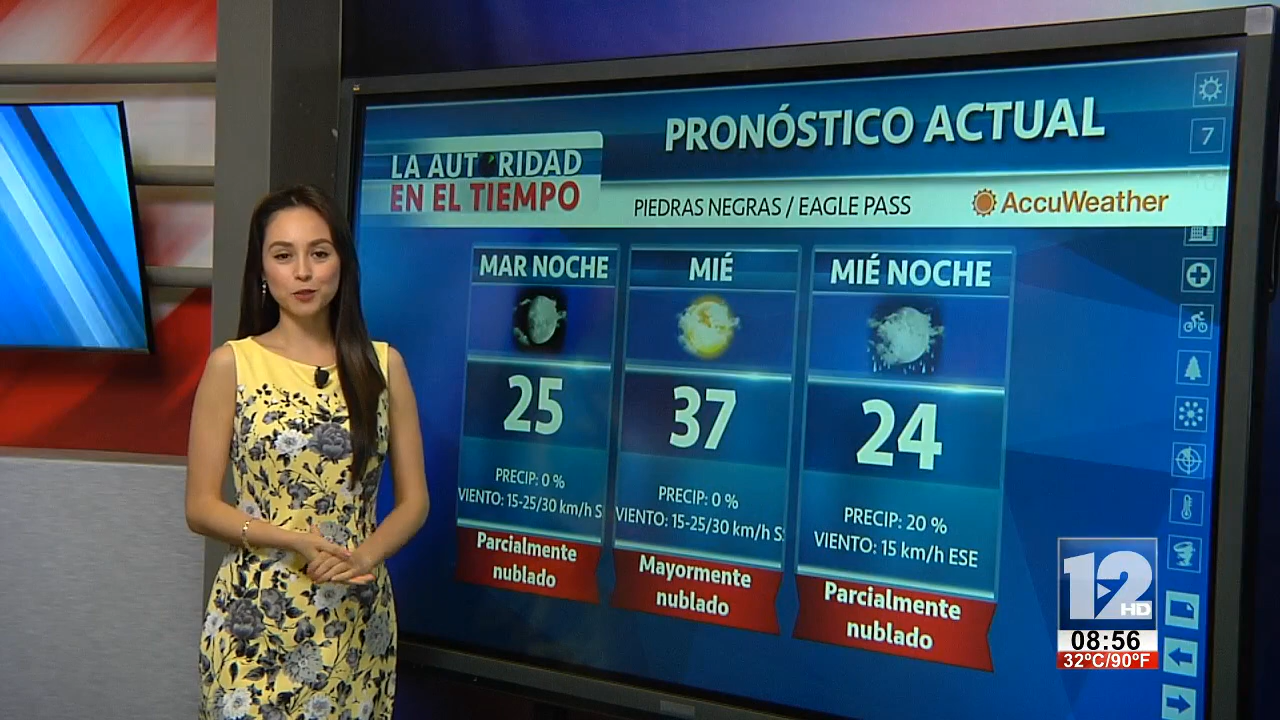 PRONÓSTICO ACTUAL
LA AUTORIDAD
EN EL TIEMPO
PIEDRAS NEGRAS / EAGLE PASS
AccuWeather
7
MAR NOCHE
25
PRECIP: 0 %
VIENTO: 15-25/30 km/h S
Parcialmente
nublado
MIÉ
37
PRECIP: 0 %
VIENTO: 15-25/30 km/h S
Mayormente
nublado
MIÉ NOCHE
24
PRECIP: 20 %
VIENTO: 15 km/h ESE
Parcialmente
nublado
12
HD
08:56
32ºC/90ºF